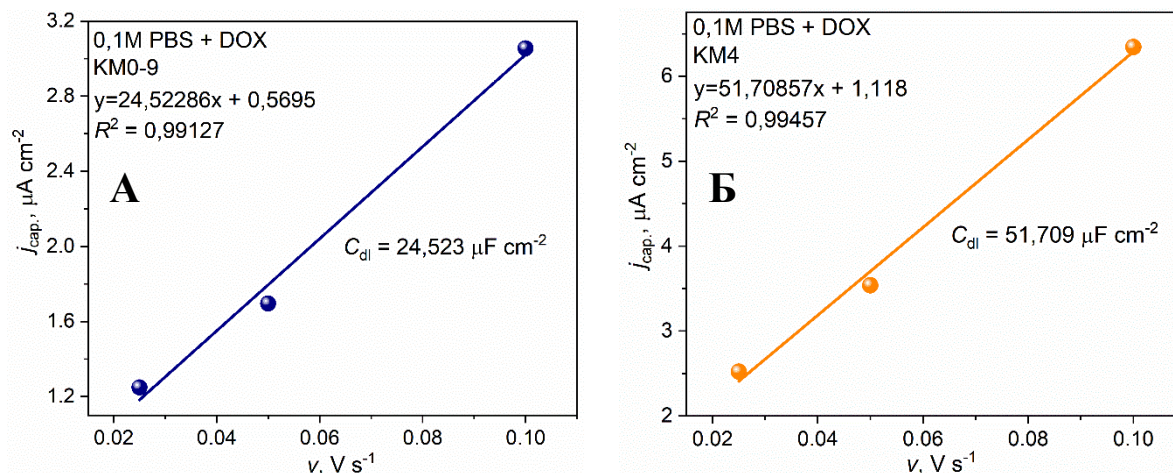 3.2
2.8
2.4
2.0
1.6
1.2
j_cap., μA cm⁻²
0,1M PBS + DOX
KM0-9
y=24,52286x + 0,5695
R² = 0,99127
А
C_dl = 24,523 μF cm⁻²
0.02 0.04 0.06 0.08 0.10
v, V s⁻¹
6
5
4
3
2
j_cap., μA cm⁻²
0,1M PBS + DOX
KM4
y=51,70857x + 1,118
R² = 0,99457
Б
C_dl = 51,709 μF cm⁻²
0.02 0.04 0.06 0.08 0.10
v, V s⁻¹